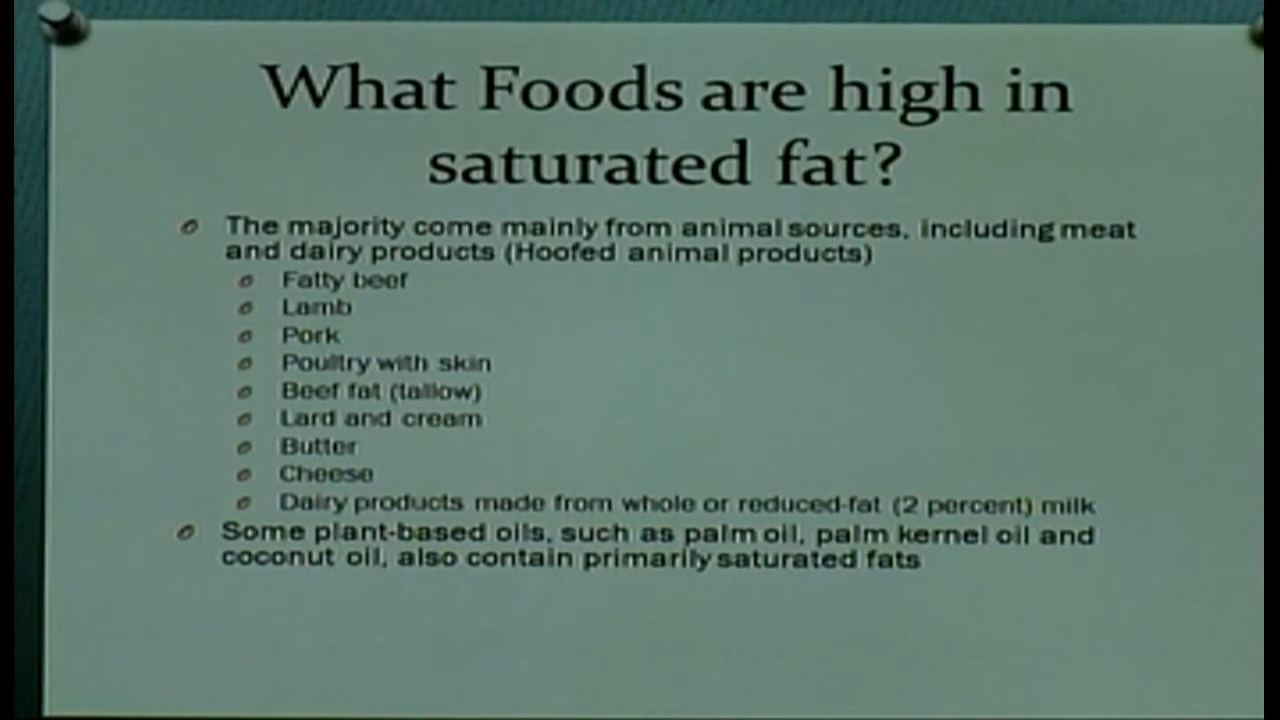 What Foods are high in
saturated fat?
The majority come mainly from animal sources, including meat
and dairy products (Hoofed animal products)
Fatty beef
Lamb
Pork
Poultry with skin
Beef fat (tallow)
Lard and cream
Butter
Cheese
Dairy products made from whole or reduced-fat (2 percent) milk
Some plant-based oils, such as palm oil, palm kernel oil and
coconut oil, also contain primarily saturated fats